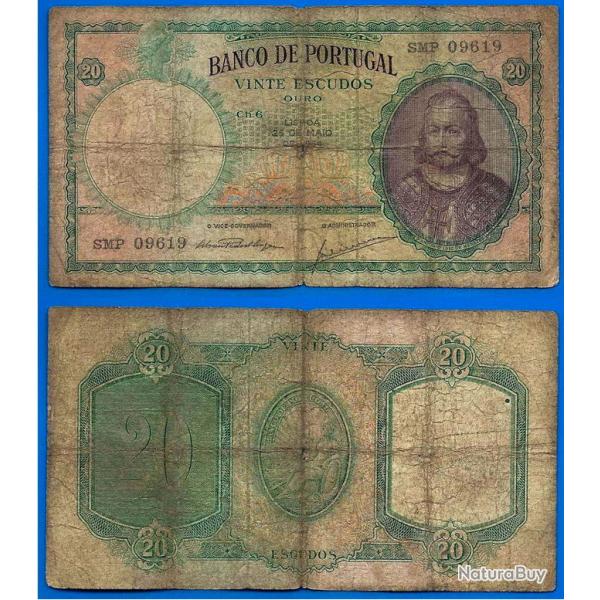 SMP 09619
BANCO DE PORTUGAL
20 VINTE ESCUDOS 20
OURO
Ch. 6
LISBOA
25 DE MAIO
O VICE-GOVERNADOR O ADMINISTRADOR
SMP 09619
20 VINTE 20
20
20 ESCUDOS 20
NaturaBuy